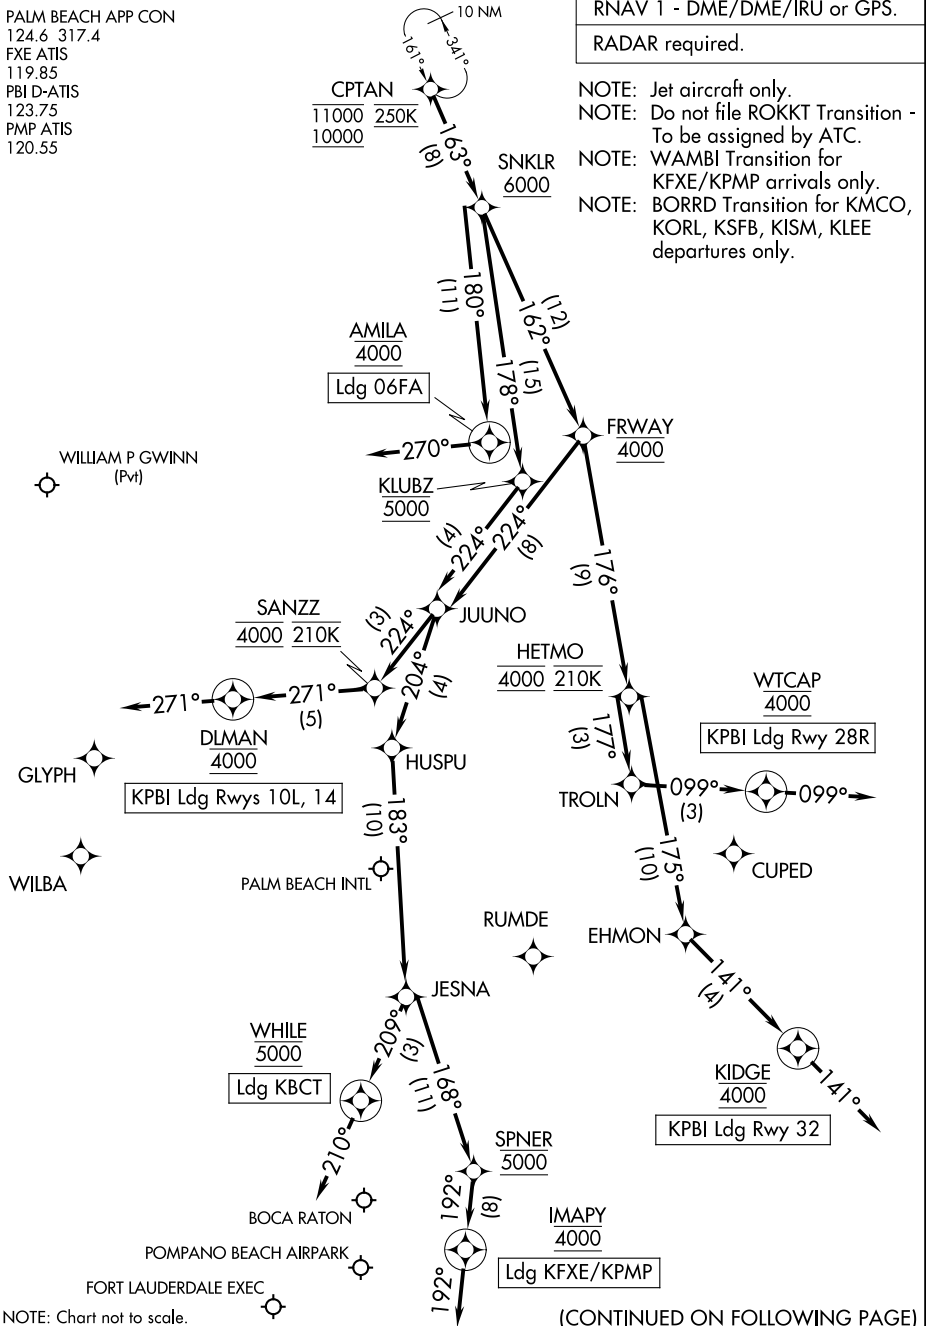 PALM BEACH APP CON
124.6 317.4
FXE ATIS
119.85
PBI D-ATIS
123.75
PMP ATIS
120.55
10 NM
161°
341°
RNAV 1 - DME/DME/IRU or GPS.
RADAR required.
NOTE: Jet aircraft only.
NOTE: Do not file ROKKT Transition -
To be assigned by ATC.
NOTE: WAMBI Transition for
KFXE/KPMP arrivals only.
NOTE: BORRD Transition for KMCO,
KORL, KSFB, KISM, KLEE
departures only.
CPTAN
11000 250K
10000
163°
(8)
SNKLR
6000
180°
(11)
178°
(15)
162°
(12)
AMILA
4000
Ldg 06FA
270°
FRWAY
4000
WILLIAM P GWINN
(Pvt)
KLUBZ
5000
224°
(4)
224°
(8)
176°
(9)
JUUNO
SANZZ
4000 210K
224°
(3)
204°
(4)
HETMO
4000 210K
177°
(3)
WTCAP
4000
KPBI Ldg Rwy 28R
271°
271°
(5)
DLMAN
4000
KPBI Ldg Rwys 10L, 14
GLYPH
HUSPU
TROLN
099°
(3)
099°
183°
(10)
175°
(10)
WILBA
PALM BEACH INTL
CUPED
RUMDE
EHMON
141°
(4)
JESNA
WHILE
5000
Ldg KBCT
209°
(3)
168°
(11)
KIDGE
4000
KPBI Ldg Rwy 32
141°
210°
SPNER
5000
192°
(8)
BOCA RATON
IMAPY
4000
Ldg KFXE/KPMP
POMPANO BEACH AIRPARK
FORT LAUDERDALE EXEC
192°
NOTE: Chart not to scale.
(CONTINUED ON FOLLOWING PAGE)